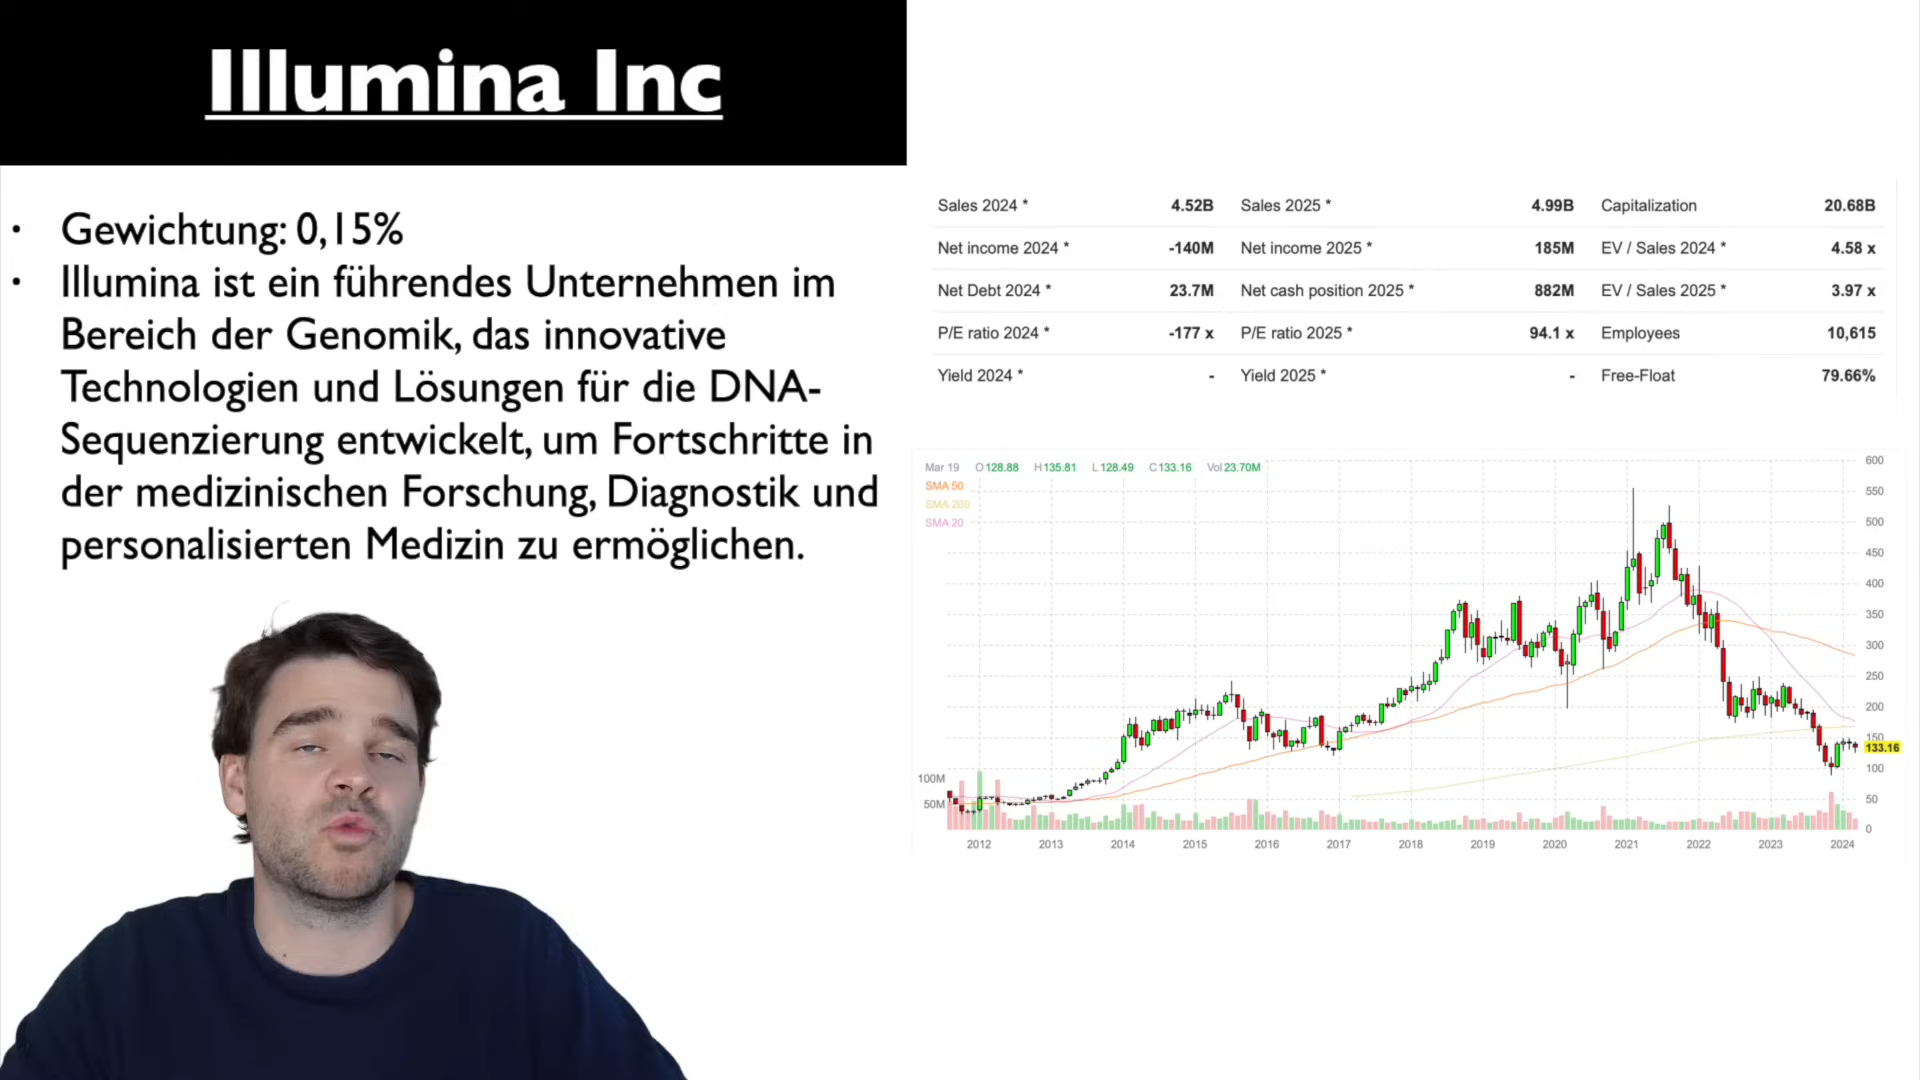 Illumina Inc
• Gewichtung: 0,15%
• Illumina ist ein führendes Unternehmen im
Bereich der Genomik, das innovative
Technologien und Lösungen für die DNA-
Sequenzierung entwickelt, um Fortschritte in
der medizinischen Forschung, Diagnostik und
personalisierten Medizin zu ermöglichen.
Sales 2024 * 4.52B Sales 2025 * 4.99B Capitalization 20.68B
Net income 2024 * -140M Net income 2025 * 185M EV / Sales 2024 * 4.58 x
Net Debt 2024 * 23.7M Net cash position 2025 * 882M EV / Sales 2025 * 3.97 x
P/E ratio 2024 * -177 x P/E ratio 2025 * 94.1 x Employees 10,615
Yield 2024 * - Yield 2025 * - Free-Float 79.66%
Mar 19 O 128.88 H 135.81 L 128.49 C 133.16 Vol 23.70M
SMA 50
SMA 200
SMA 20
600
550
500
450
400
350
300
250
200
150
133.16
100
50
0
100M
50M
2012 2013 2014 2015 2016 2017 2018 2019 2020 2021 2022 2023 2024